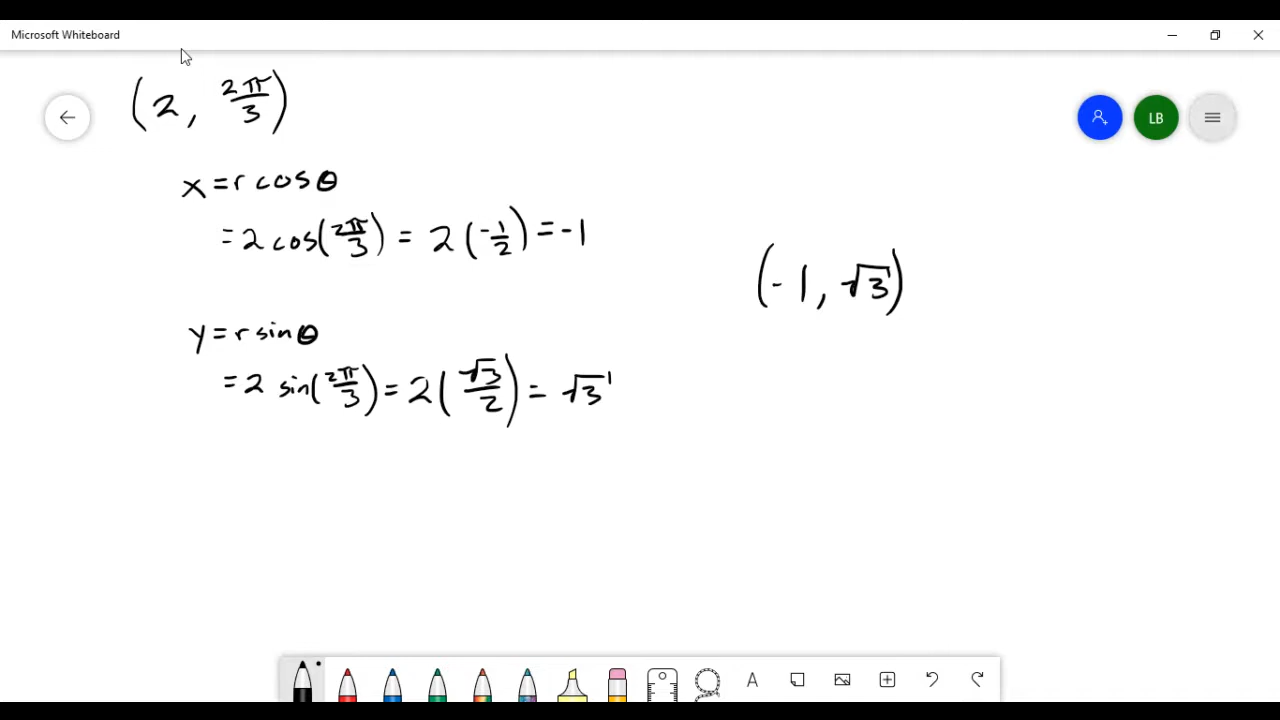 Microsoft Whiteboard
(2, 2π/3)
LB
x = r cos θ
= 2 cos(2π/3) = 2(-1/2) = -1
(-1, √3)
y = r sin θ
= 2 sin(2π/3) = 2(√3/2) = √3
A